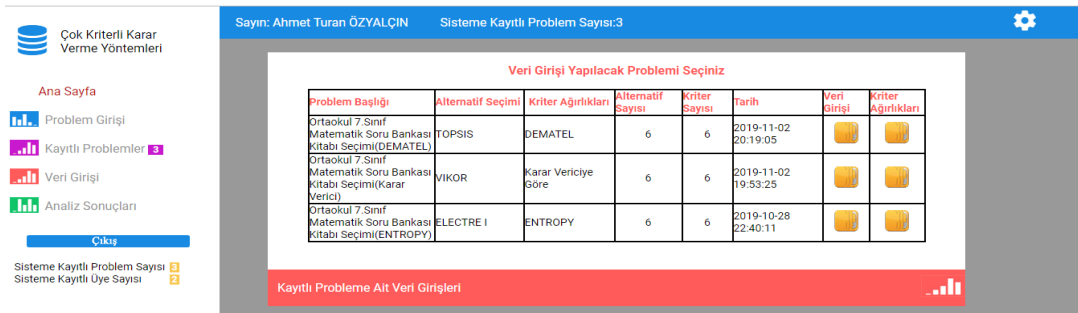 Çok Kriterli Karar
Verme Yöntemleri
Ana Sayfa
Problem Girişi
Kayıtlı Problemler 3
Veri Girişi
Analiz Sonuçları
Çıkış
Sisteme Kayıtlı Problem Sayısı 3
Sisteme Kayıtlı Üye Sayısı 2
Sayın: Ahmet Turan ÖZYALÇIN Sisteme Kayıtlı Problem Sayısı:3
Veri Girişi Yapılacak Problemi Seçiniz
Problem Başlığı Alternatif Seçimi Kriter Ağırlıkları Alternatif Sayısı Kriter Sayısı Tarih Veri Girişi Kriter Ağırlıkları
Ortaokul 7.Sınıf
Matematik Soru Bankası TOPSIS DEMATEL 6 6 2019-11-02
Kitabı Seçimi(DEMATEL) 20:19:05
Ortaokul 7.Sınıf
Matematik Soru Bankası VIKOR Karar Vericiye 6 6 2019-11-02
Kitabı Seçimi(Karar Göre 19:53:25
Verici)
Ortaokul 7.Sınıf
Matematik Soru Bankası ELECTRE I ENTROPY 6 6 2019-10-28
Kitabı Seçimi(ENTROPY) 22:40:11
Kayıtlı Probleme Ait Veri Girişleri